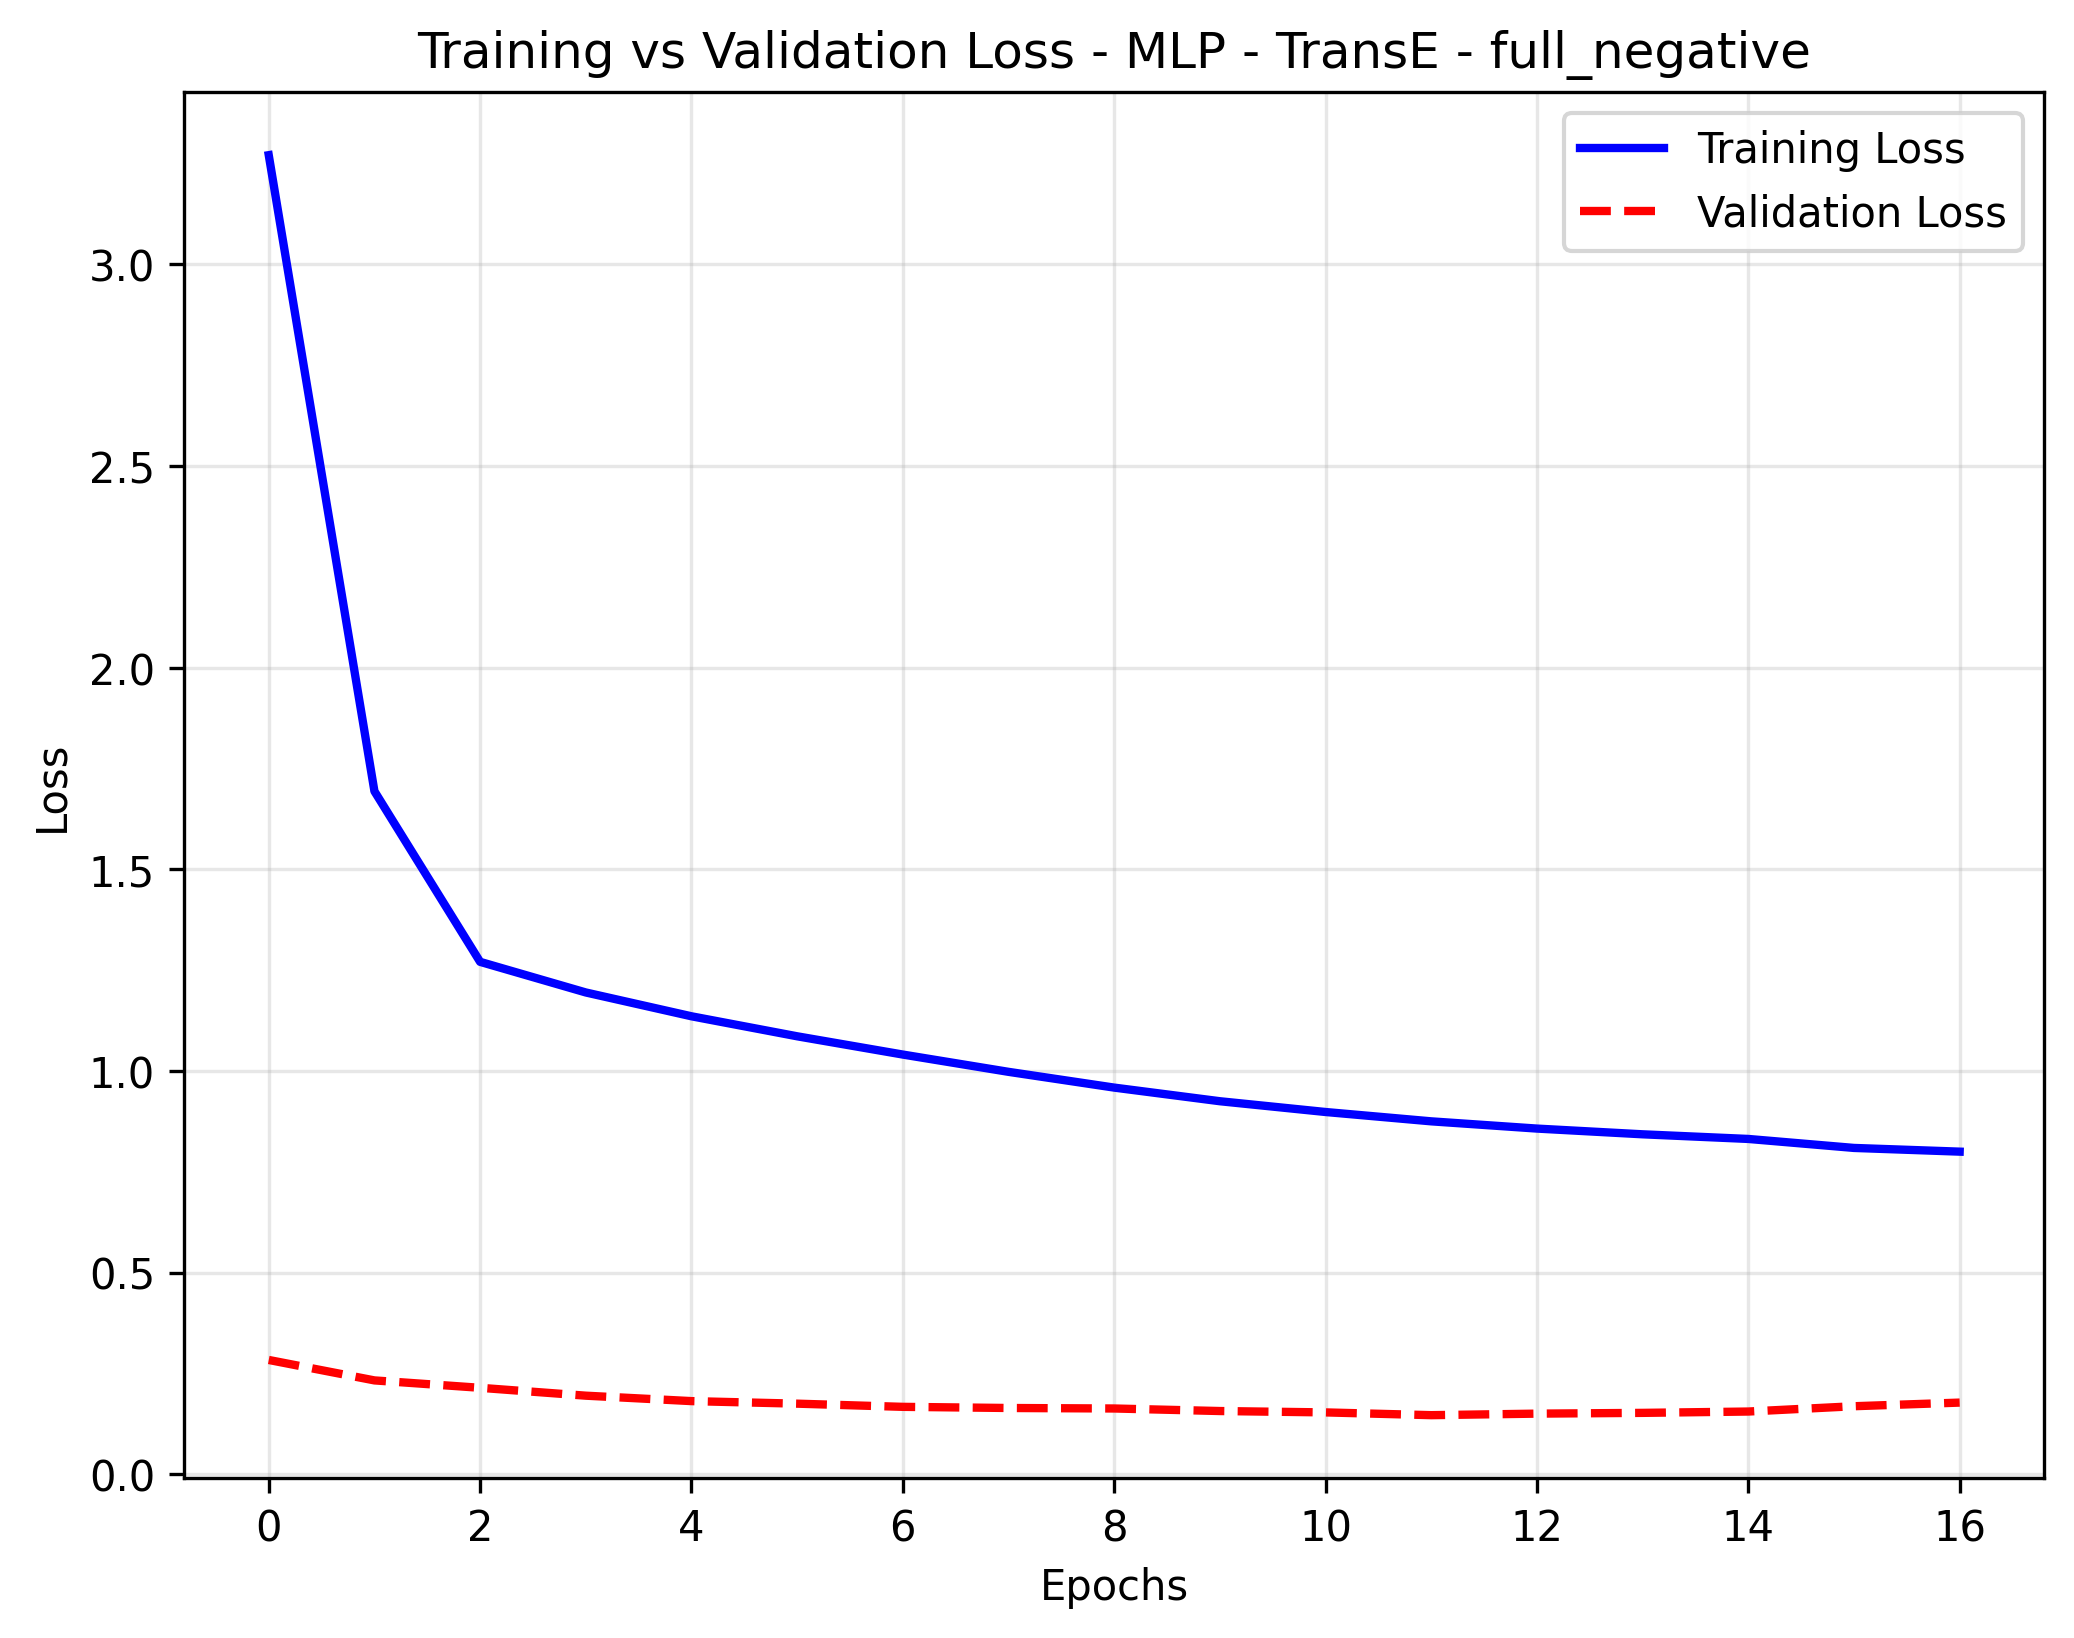 Training vs Validation Loss - MLP - TransE - full_negative
Training Loss
Validation Loss
Loss
3.0
2.5
2.0
1.5
1.0
0.5
0.0
0 2 4 6 8 10 12 14 16
Epochs